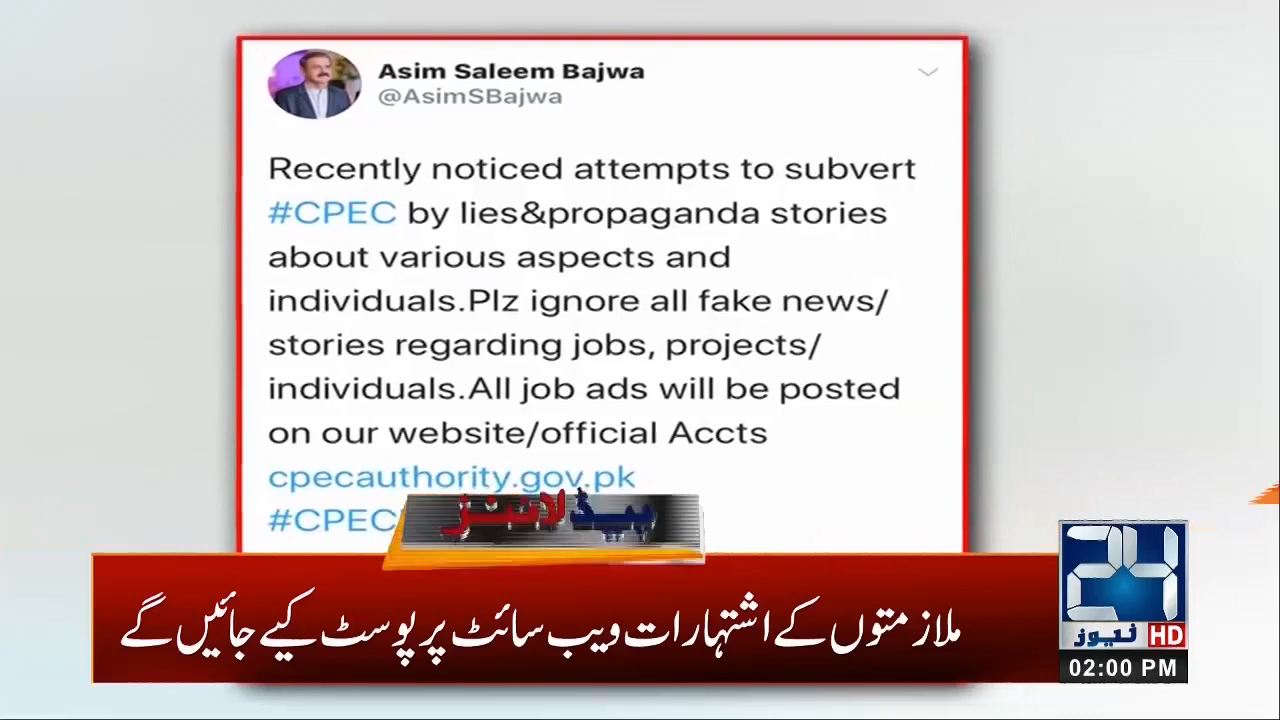 Asim Saleem Bajwa
@AsimSBajwa
Recently noticed attempts to subvert
#CPEC by lies&propaganda stories
about various aspects and
individuals.Plz ignore all fake news/
stories regarding jobs, projects/
individuals.All job ads will be posted
on our website/official Accts
cpecauthority.gov.pk
#CPEC
ہیڈ لائنز
ملازمتوں کے اشتہارات ویب سائٹ پر پوسٹ کیے جائیں گے
24
نیوز HD
02:00 PM